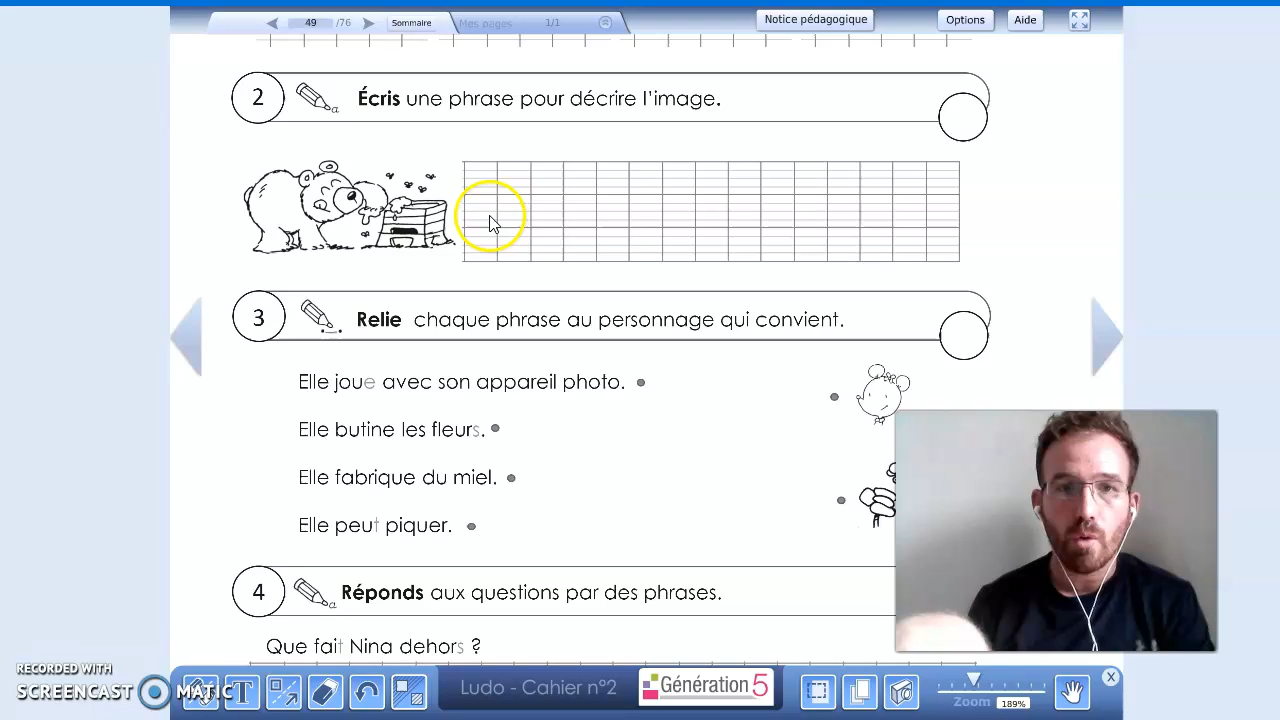 49 /76 Sommaire Mes pages 1/1 Notice pédagogique Options Aide
2 Écris une phrase pour décrire l'image.
3 Relie chaque phrase au personnage qui convient.
Elle joue avec son appareil photo.
Elle butine les fleurs.
Elle fabrique du miel.
Elle peut piquer.
4 Réponds aux questions par des phrases.
Que fait Nina dehors ?
RECORDED WITH
SCREENCAST MATIC
T
Ludo - Cahier n°2 Génération 5
Zoom 189%
X